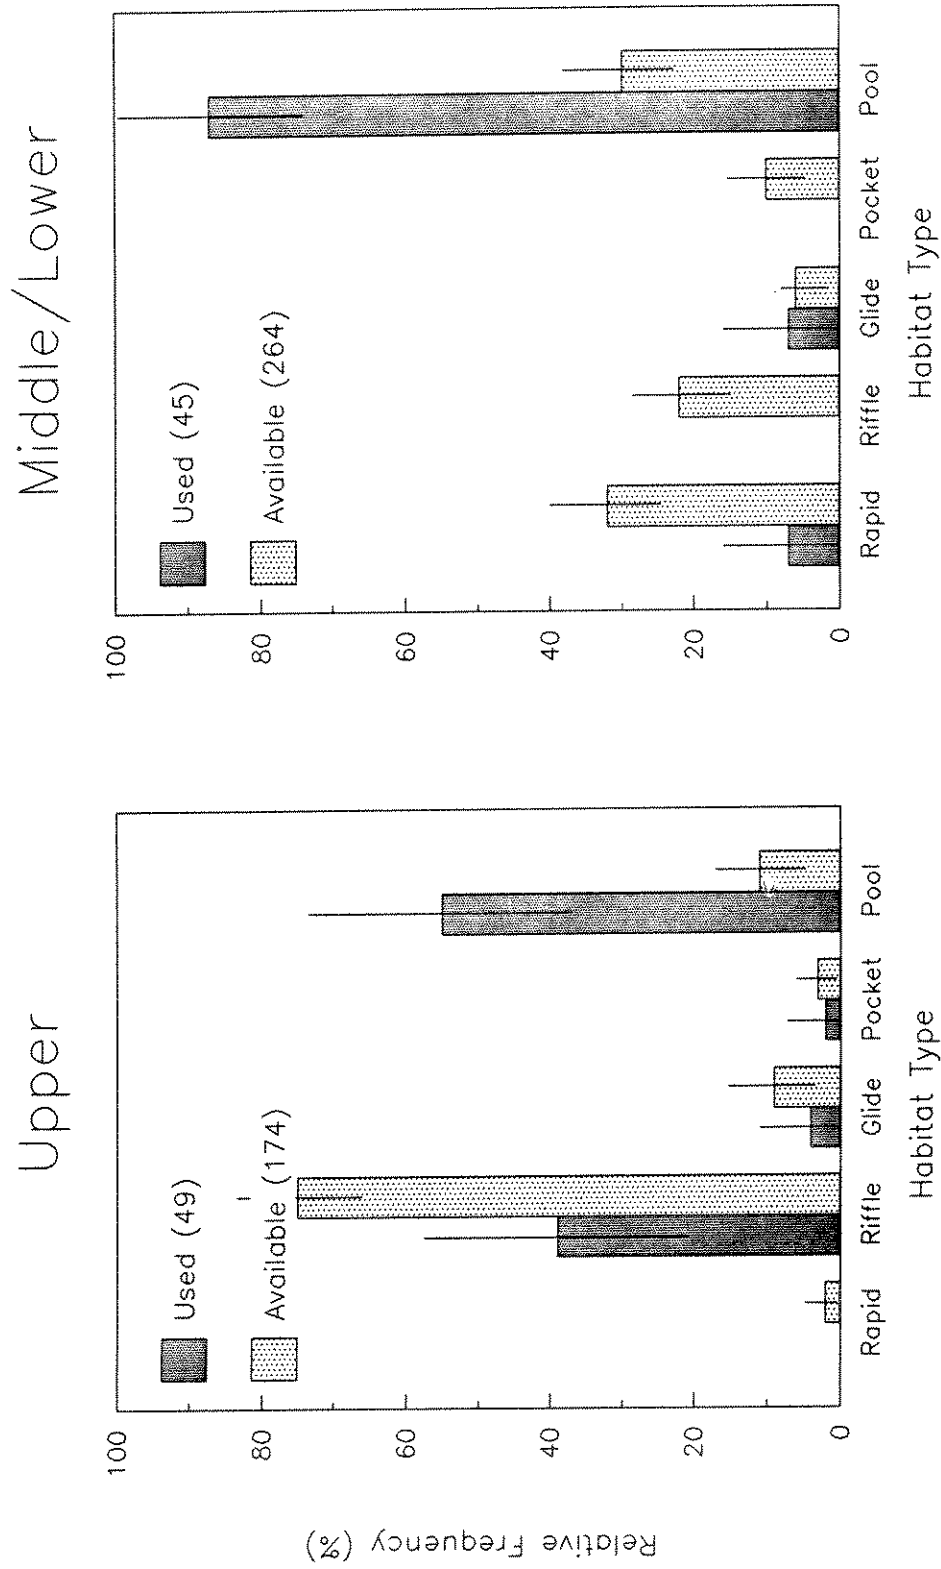 Upper
Used (49)
Available (174)
100
80
60
40
20
0
Relative Frequency (%)
Rapid Riffle Glide Pocket Pool
Habitat Type
Middle/Lower
Used (45)
Available (264)
100
80
60
40
20
0
Rapid Riffle Glide Pocket Pool
Habitat Type